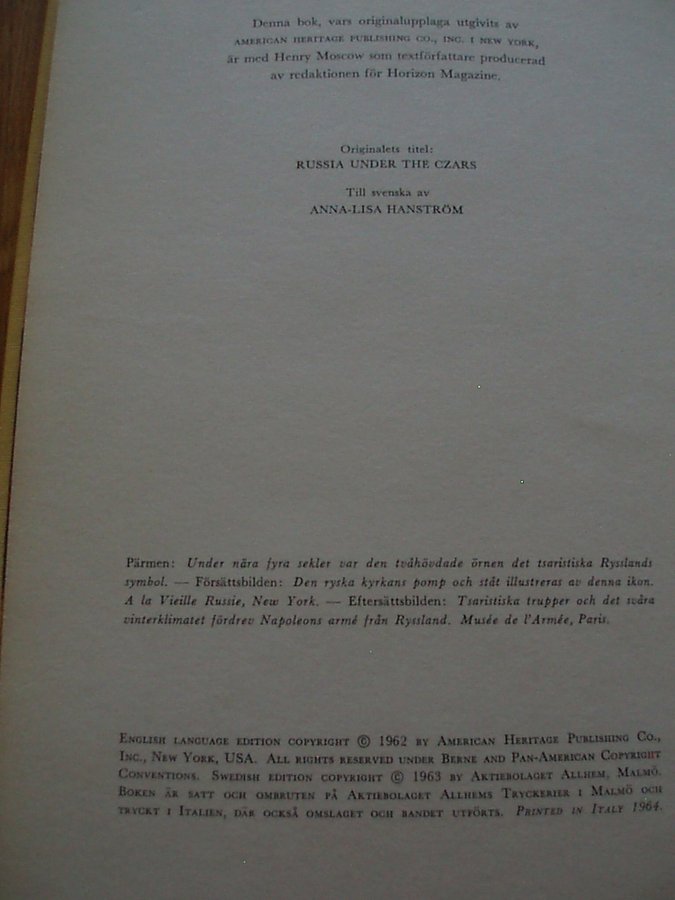 Denna bok, vars originalupplaga utgivits av
AMERICAN HERITAGE PUBLISHING CO., INC. I NEW YORK,
är med Henry Moscow som textförfattare producerad
av redaktionen för Horizon Magazine.
Originalets titel:
RUSSIA UNDER THE CZARS
Till svenska av
ANNA-LISA HANSTRÖM
Pärmen: Under nära fyra sekler var den tvåhövdade örnen det tsaristiska Rysslands
symbol. — Försättsbilden: Den ryska kyrkans pomp och ståt illustreras av denna ikon.
A la Vieille Russie, New York. — Eftersättsbilden: Tsaristiska trupper och det svåra
vinterklimatet fördrev Napoleons armé från Ryssland. Musée de l'Armée, Paris.
ENGLISH LANGUAGE EDITION COPYRIGHT © 1962 BY AMERICAN HERITAGE PUBLISHING CO.,
INC., NEW YORK, USA. ALL RIGHTS RESERVED UNDER BERNE AND PAN-AMERICAN COPYRIGHT
CONVENTIONS. SWEDISH EDITION COPYRIGHT © 1963 BY AKTIEBOLAGET ALLHEM, MALMÖ.
BOKEN ÄR SATT OCH OMBRUTEN PÅ AKTIEBOLAGET ALLHEMS TRYCKERIER I MALMÖ OCH
TRYCKT I ITALIEN, DÄR OCKSÅ OMSLAGET OCH BANDET UTFÖRTS. PRINTED IN ITALY 1964.